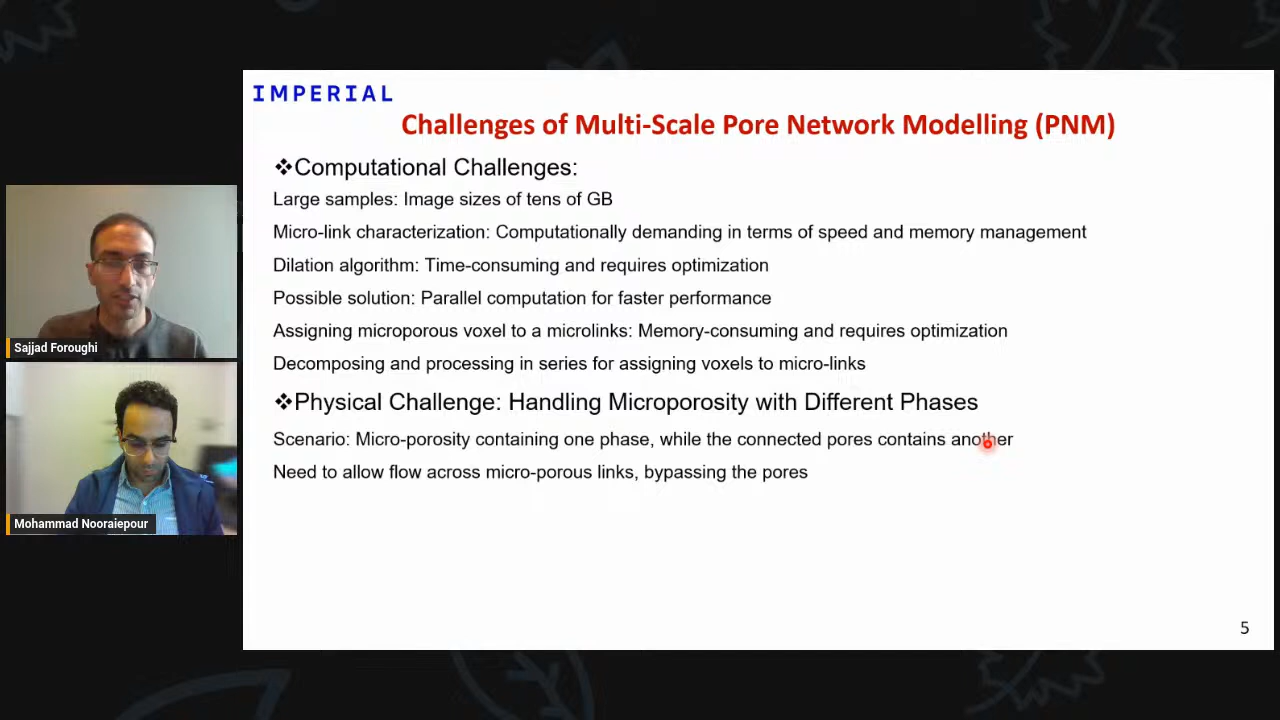 IMPERIAL
Challenges of Multi-Scale Pore Network Modelling (PNM)
❖Computational Challenges:
Large samples: Image sizes of tens of GB
Micro-link characterization: Computationally demanding in terms of speed and memory management
Dilation algorithm: Time-consuming and requires optimization
Possible solution: Parallel computation for faster performance
Assigning microporous voxel to a microlinks: Memory-consuming and requires optimization
Decomposing and processing in series for assigning voxels to micro-links
❖Physical Challenge: Handling Microporosity with Different Phases
Scenario: Micro-porosity containing one phase, while the connected pores contains another
Need to allow flow across micro-porous links, bypassing the pores
5
Sajjad Foroughi
Mohammad Nooraiepour